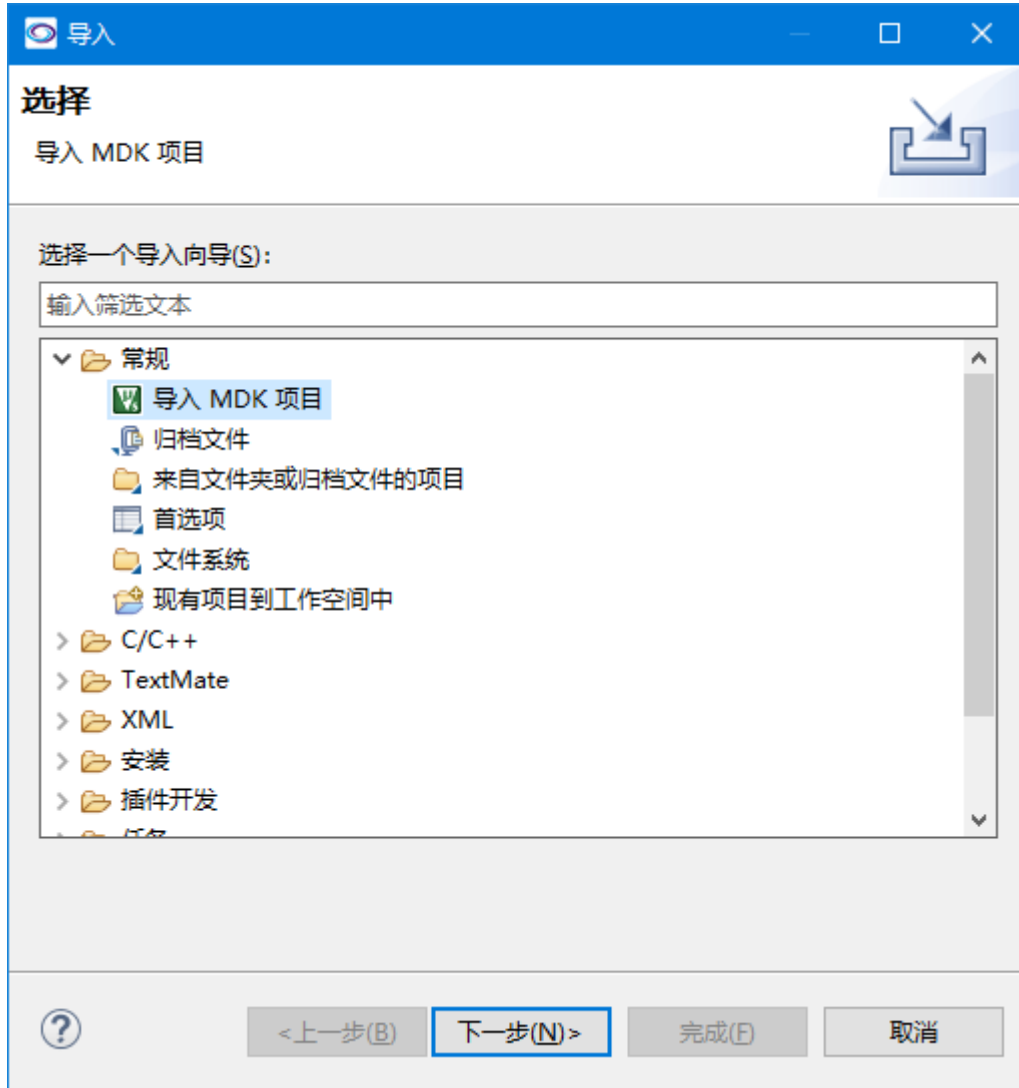 导入
选择
导入 MDK 项目
选择一个导入向导(S):
输入筛选文本
常规
导入 MDK 项目
归档文件
来自文件夹或归档文件的项目
首选项
文件系统
现有项目到工作空间中
C/C++
TextMate
XML
安装
插件开发
任务
<上一步(B)
下一步(N)>
完成(F)
取消